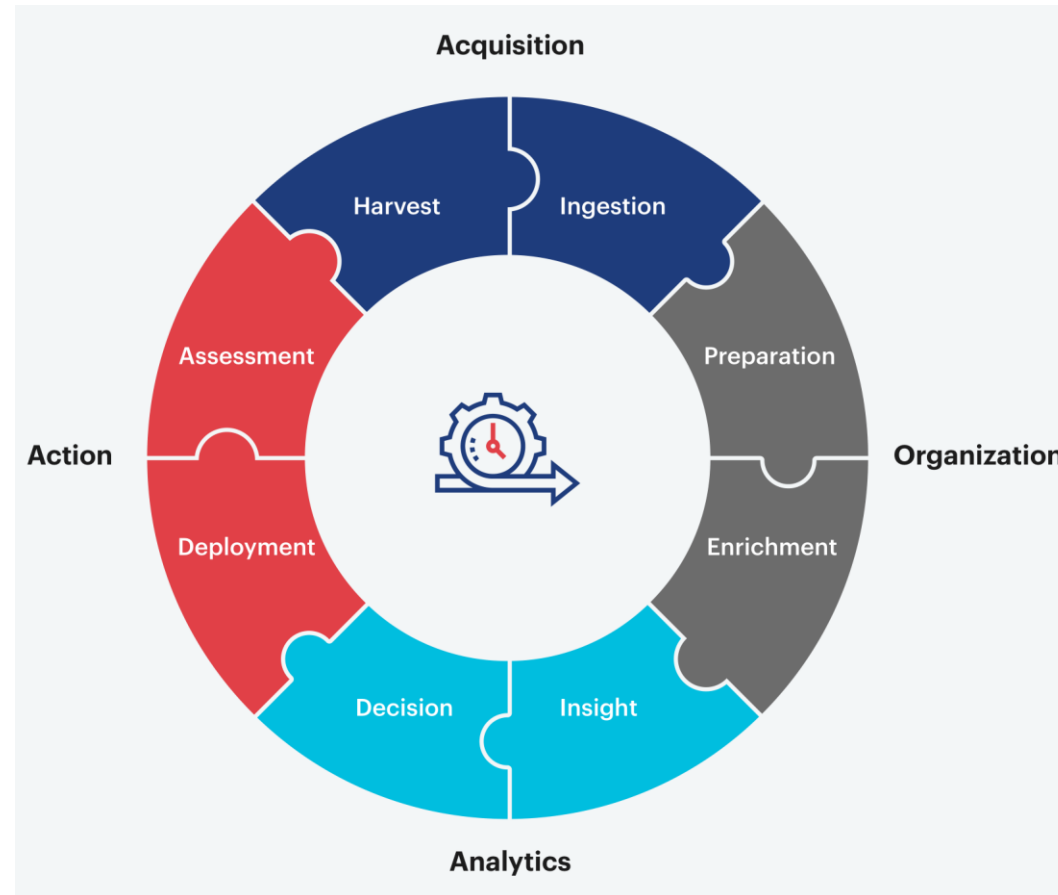 Acquisition
Harvest
Ingestion
Assessment
Preparation
Action
Organization
Deployment
Enrichment
Decision
Insight
Analytics